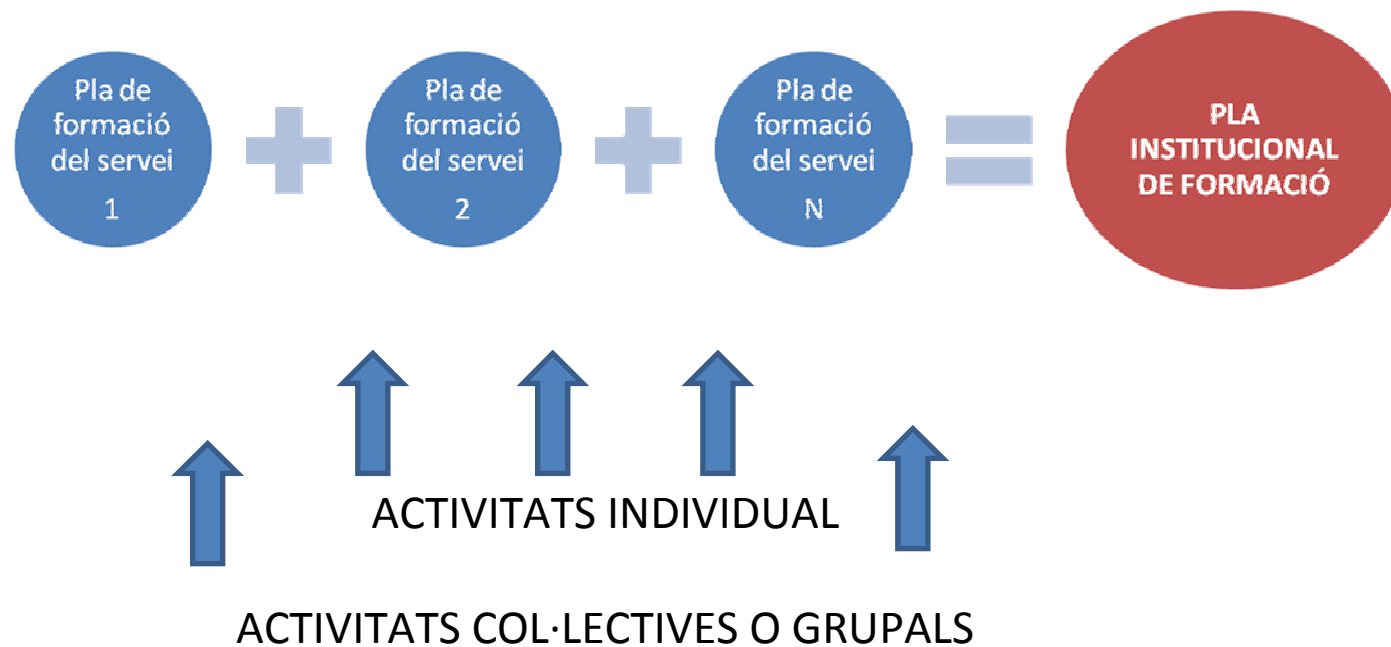 Pla de
formació
del servei
1
Pla de
formació
del servei
2
Pla de
formació
del servei
N
PLA
INSTITUCIONAL
DE FORMACIÓ
ACTIVITATS INDIVIDUAL
ACTIVITATS COL·LECTIVES O GRUPALS